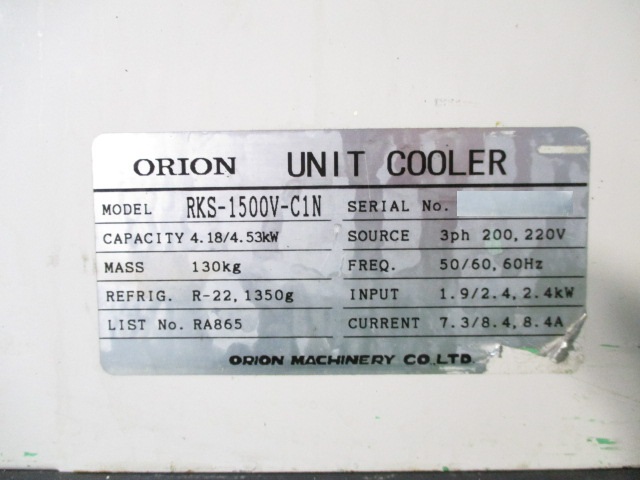 ORION UNIT COOLER
MODEL RKS-1500V-C1N SERIAL No.
CAPACITY 4.18/4.53kW SOURCE 3ph 200,220V
MASS 130kg FREQ. 50/60,60Hz
REFRIG. R-22,1350g INPUT 1.9/2.4,2.4kW
LIST No. RA865 CURRENT 7.3/8.4,8.4A
ORION MACHINERY CO.,LTD